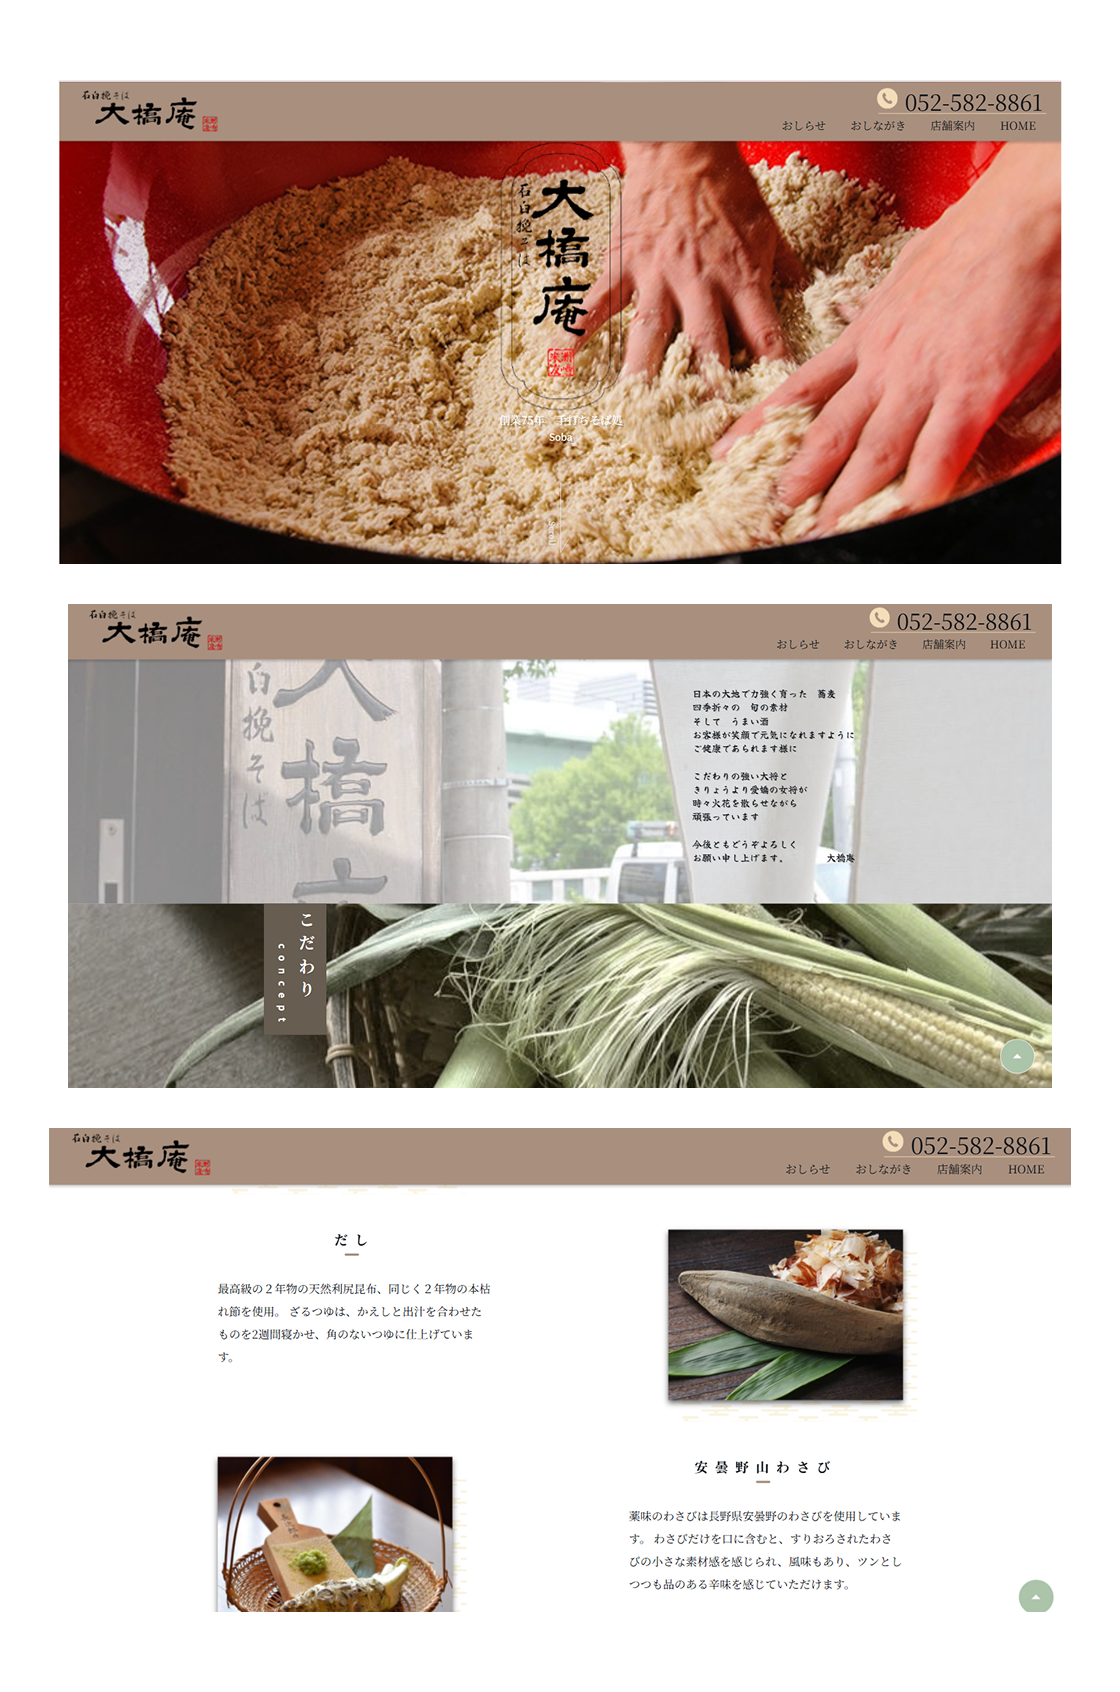 石臼挽そば
大橋庵
052-582-8861
おしらせ おしながき 店舗案内 HOME
石臼挽そば
大橋庵
創業75年 手打ちそば処
Soba
Scroll
石臼挽そば
大橋庵
052-582-8861
おしらせ おしながき 店舗案内 HOME
臼挽そば
大橋庵
日本の大地で力強く育った 蕎麦
四季折々の 旬の素材
そして うまい酒
お客様が笑顔で元気になれますように
ご健康であられます様に
こだわりの強い大将と
きりょうより愛嬌の女将が
時々火花を散らせながら
頑張っています
今後ともどうぞよろしく
お願い申し上げます。 大橋庵
こだわり
concept
石臼挽そば
大橋庵
052-582-8861
おしらせ おしながき 店舗案内 HOME
だし
最高級の２年物の天然利尻昆布、同じく２年物の本枯
れ節を使用。 ざるつゆは、かえしと出汁を合わせた
ものを2週間寝かせ、角のないつゆに仕上げていま
す。
安曇野山わさび
薬味のわさびは長野県安曇野のわさびを使用していま
す。 わさびだけを口に含むと、すりおろされたわさ
びの小さな素材感を感じられ、風味もあり、ツンとし
つつも品のある辛味を感じていただけます。